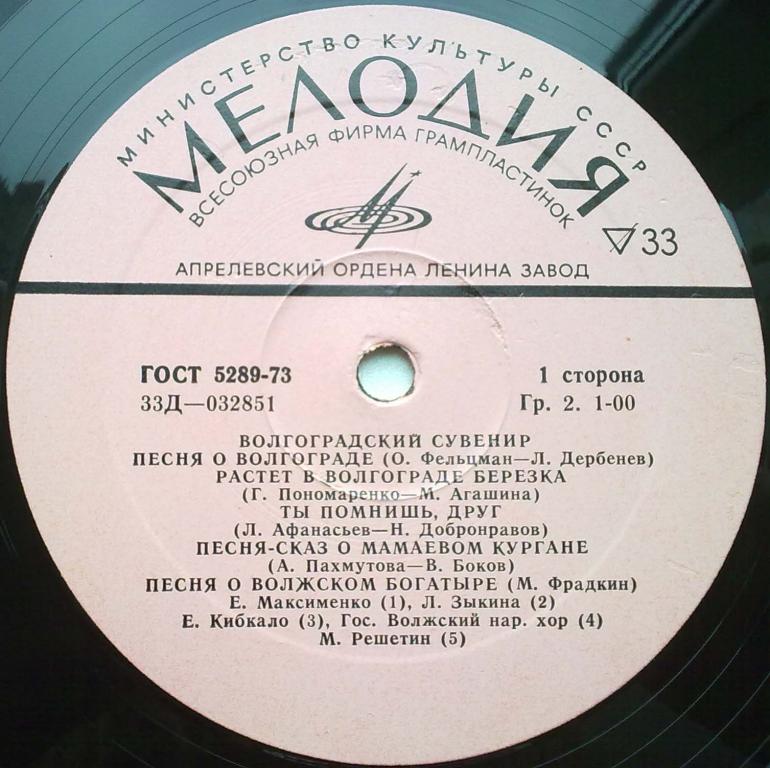 МИНИСТЕРСТВО КУЛЬТУРЫ СССР
МЕЛОДИЯ
ВСЕСОЮЗНАЯ ФИРМА ГРАМПЛАСТИНОК
33
АПРЕЛЕВСКИЙ ОРДЕНА ЛЕНИНА ЗАВОД
ГОСТ 5289-73 1 сторона
33Д—032851 Гр. 2. 1-00
ВОЛГОГРАДСКИЙ СУВЕНИР
ПЕСНЯ О ВОЛГОГРАДЕ (О. Фельцман—Л. Дербенев)
РАСТЕТ В ВОЛГОГРАДЕ БЕРЕЗКА
(Г. Пономаренко—М. Агашина)
ТЫ ПОМНИШЬ, ДРУГ
(Л. Афанасьев—Н. Добронравов)
ПЕСНЯ-СКАЗ О МАМАЕВОМ КУРГАНЕ
(А. Пахмутова—В. Боков)
ПЕСНЯ О ВОЛЖСКОМ БОГАТЫРЕ (М. Фрадкин)
Е. Максименко (1), Л. Зыкина (2)
Е. Кибкало (3), Гос. Волжский нар. хор (4)
М. Решетин (5)